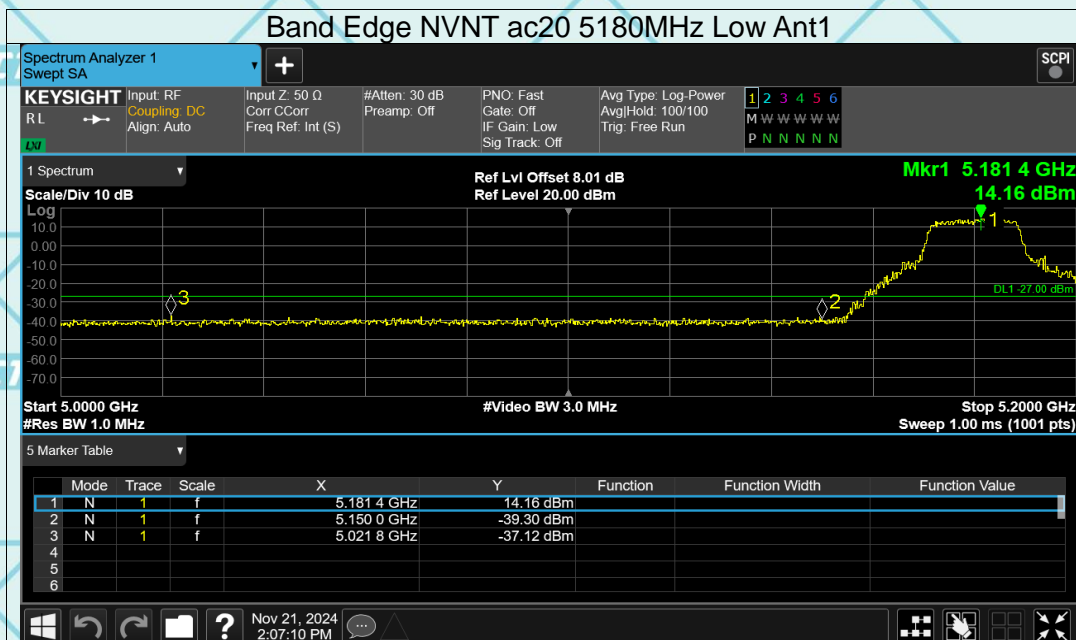 Band Edge NVNT ac20 5180MHz Low Ant1
Spectrum Analyzer 1
Swept SA
+
SCPI
KEYSIGHT Input: RF Input Z: 50 Ω #Atten: 30 dB PNO: Fast Avg Type: Log-Power 1 2 3 4 5 6
RL Coupling: DC Corr CCorr Preamp: Off Gate: Off Avg|Hold: 100/100 M W W W W W
Align: Auto Freq Ref: Int (S) IF Gain: Low Trig: Free Run P N N N N N
LXI Sig Track: Off
1 Spectrum Ref Lvl Offset 8.01 dB Mkr1 5.181 4 GHz
Scale/Div 10 dB Ref Level 20.00 dBm 14.16 dBm
Log
1
10.0
0.00
-10.0
-20.0
DL1 -27.00 dBm
3 2
-30.0
-40.0
-50.0
-60.0
-70.0
Start 5.0000 GHz #Video BW 3.0 MHz Stop 5.2000 GHz
#Res BW 1.0 MHz Sweep 1.00 ms (1001 pts)
5 Marker Table
Mode Trace Scale X Y Function Function Width Function Value
1 N 1 f 5.181 4 GHz 14.16 dBm
2 N 1 f 5.150 0 GHz -39.30 dBm
3 N 1 f 5.021 8 GHz -37.12 dBm
4
5
6
? Nov 21, 2024
2:07:10 PM